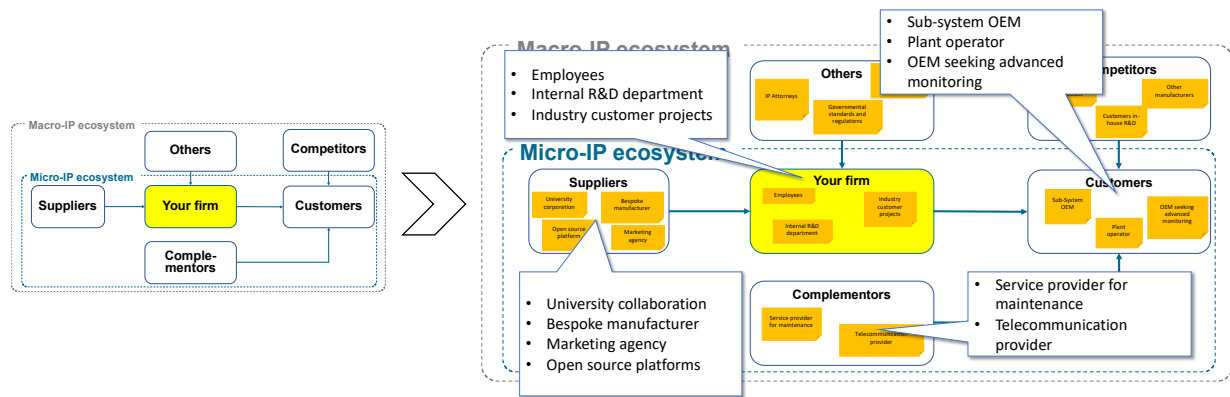 Macro-IP ecosystem
Others
Competitors
Micro-IP ecosystem
Suppliers
Your firm
Customers
Comple-
mentors
Macro-IP ecosystem
• Employees
• Internal R&D department
• Industry customer projects
Others
IP Attorneys
Governmental
standards and
regulations
• Sub-system OEM
• Plant operator
• OEM seeking advanced
monitoring
Other
manufacturers
Customers in-
house R&D
Micro-IP ecosystem
Suppliers
University
corporation
Bespoke
manufacturer
Open source
platform
Marketing
agency
Your firm
Employees
Industry
customer
projects
Internal R&D
department
Customers
Sub-System
OEM
OEM seeking
advanced
monitoring
Plant
operator
• University collaboration
• Bespoke manufacturer
• Marketing agency
• Open source platforms
Complementors
Service provider
for maintenance
Telecommunication
provider
• Service provider for
maintenance
• Telecommunication
provider